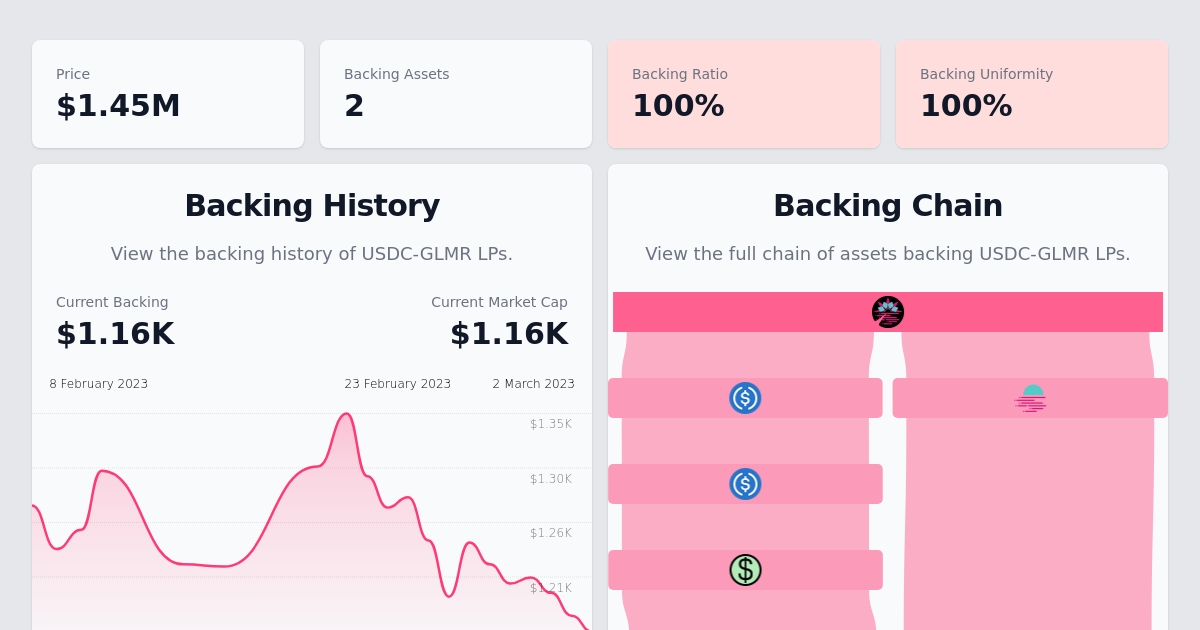 Price
$1.45M
Backing Assets
2
Backing Ratio
100%
Backing Uniformity
100%
Backing History
View the backing history of USDC-GLMR LPs.
Current Backing
$1.16K
Current Market Cap
$1.16K
8 February 2023
23 February 2023
2 March 2023
$1.35K
$1.30K
$1.26K
$1.21K
Backing Chain
View the full chain of assets backing USDC-GLMR LPs.
$
$
$